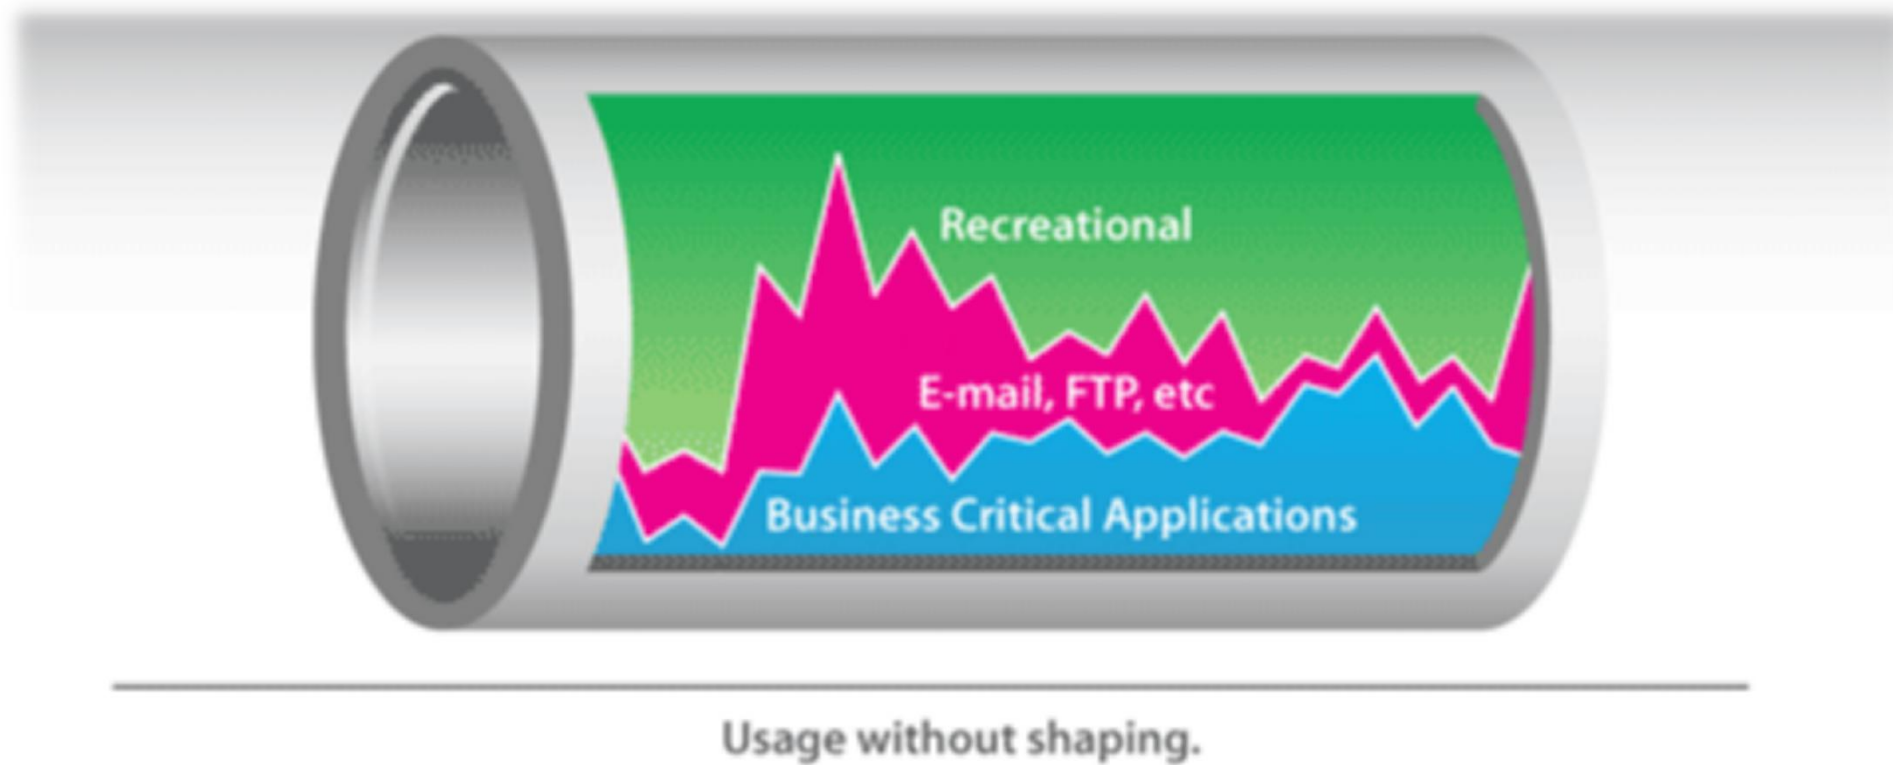 Recreational
E-mail, FTP, etc
Business Critical Applications
Usage without shaping.